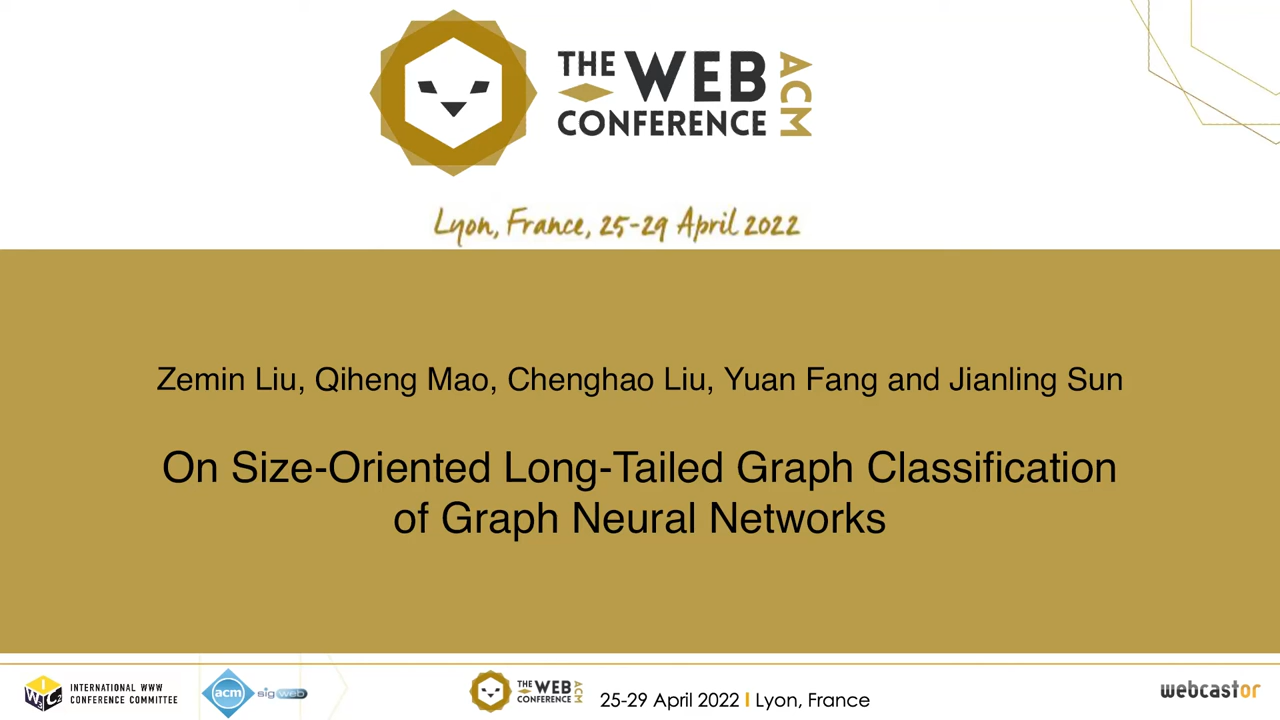 THE WEB
CONFERENCE
ACM
Lyon, France, 25-29 April 2022
Zemin Liu, Qiheng Mao, Chenghao Liu, Yuan Fang and Jianling Sun
On Size-Oriented Long-Tailed Graph Classification
of Graph Neural Networks
INTERNATIONAL WWW
CONFERENCE COMMITTEE
acm
sigweb
THE WEB
CONFERENCE
ACM
25-29 April 2022 I Lyon, France
webcastor